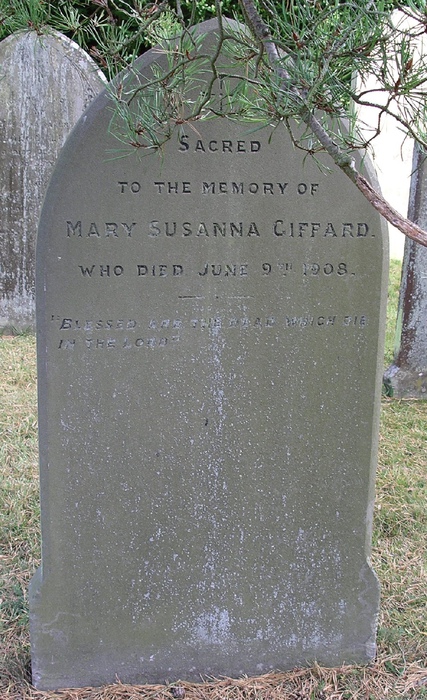 SACRED
TO THE MEMORY OF
MARY SUSANNA GIFFARD.
WHO DIED JUNE 9TH 1908.
"BLESSED ARE THE DEAD WHICH DIE
IN THE LORD"